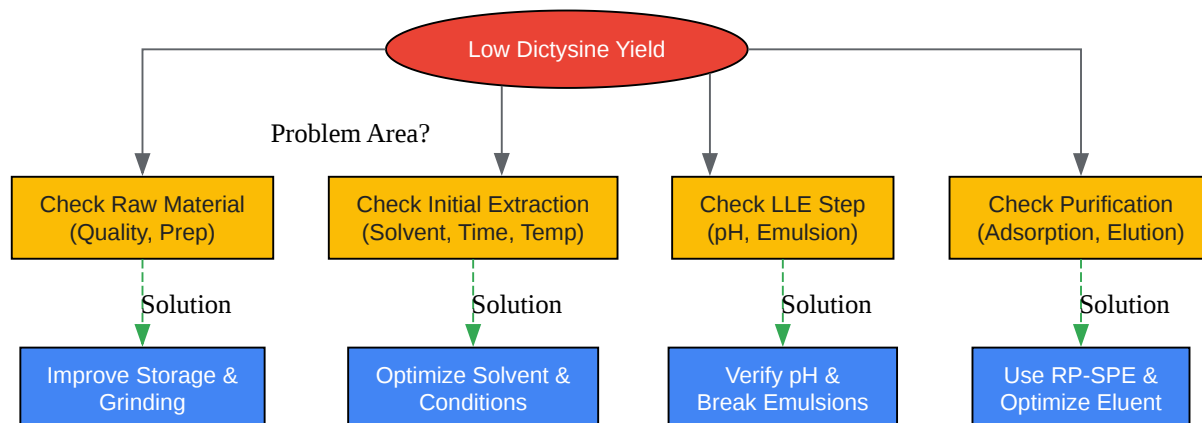 Low Dictysine Yield
Problem Area?
Check Raw Material
(Quality, Prep)
Check Initial Extraction
(Solvent, Time, Temp)
Check LLE Step
(pH, Emulsion)
Check Purification
(Adsorption, Elution)
Solution
Solution
Solution
Solution
Improve Storage &
Grinding
Optimize Solvent &
Conditions
Verify pH &
Break Emulsions
Use RP-SPE &
Optimize Eluent